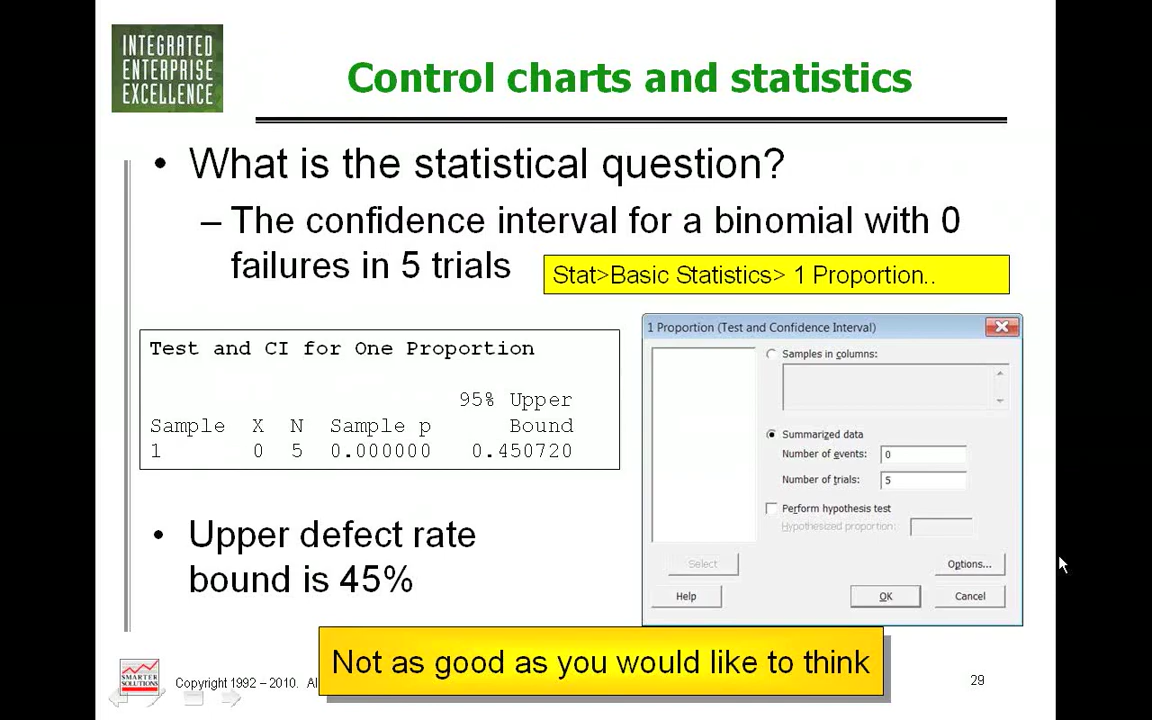 INTEGRATED
ENTERPRISE
EXCELLENCE
Control charts and statistics
• What is the statistical question?
– The confidence interval for a binomial with 0
failures in 5 trials
Stat>Basic Statistics> 1 Proportion..
Test and CI for One Proportion
95% Upper
Sample X N Sample p Bound
1 0 5 0.000000 0.450720
1 Proportion (Test and Confidence Interval)
Samples in columns:
Summarized data
Number of events: 0
Number of trials: 5
Perform hypothesis test
Hypothesized proportion:
Select
Options...
Help
OK
Cancel
• Upper defect rate
bound is 45%
Not as good as you would like to think
SMARTER
SOLUTIONS
Copyright 1992 – 2010. Al
29